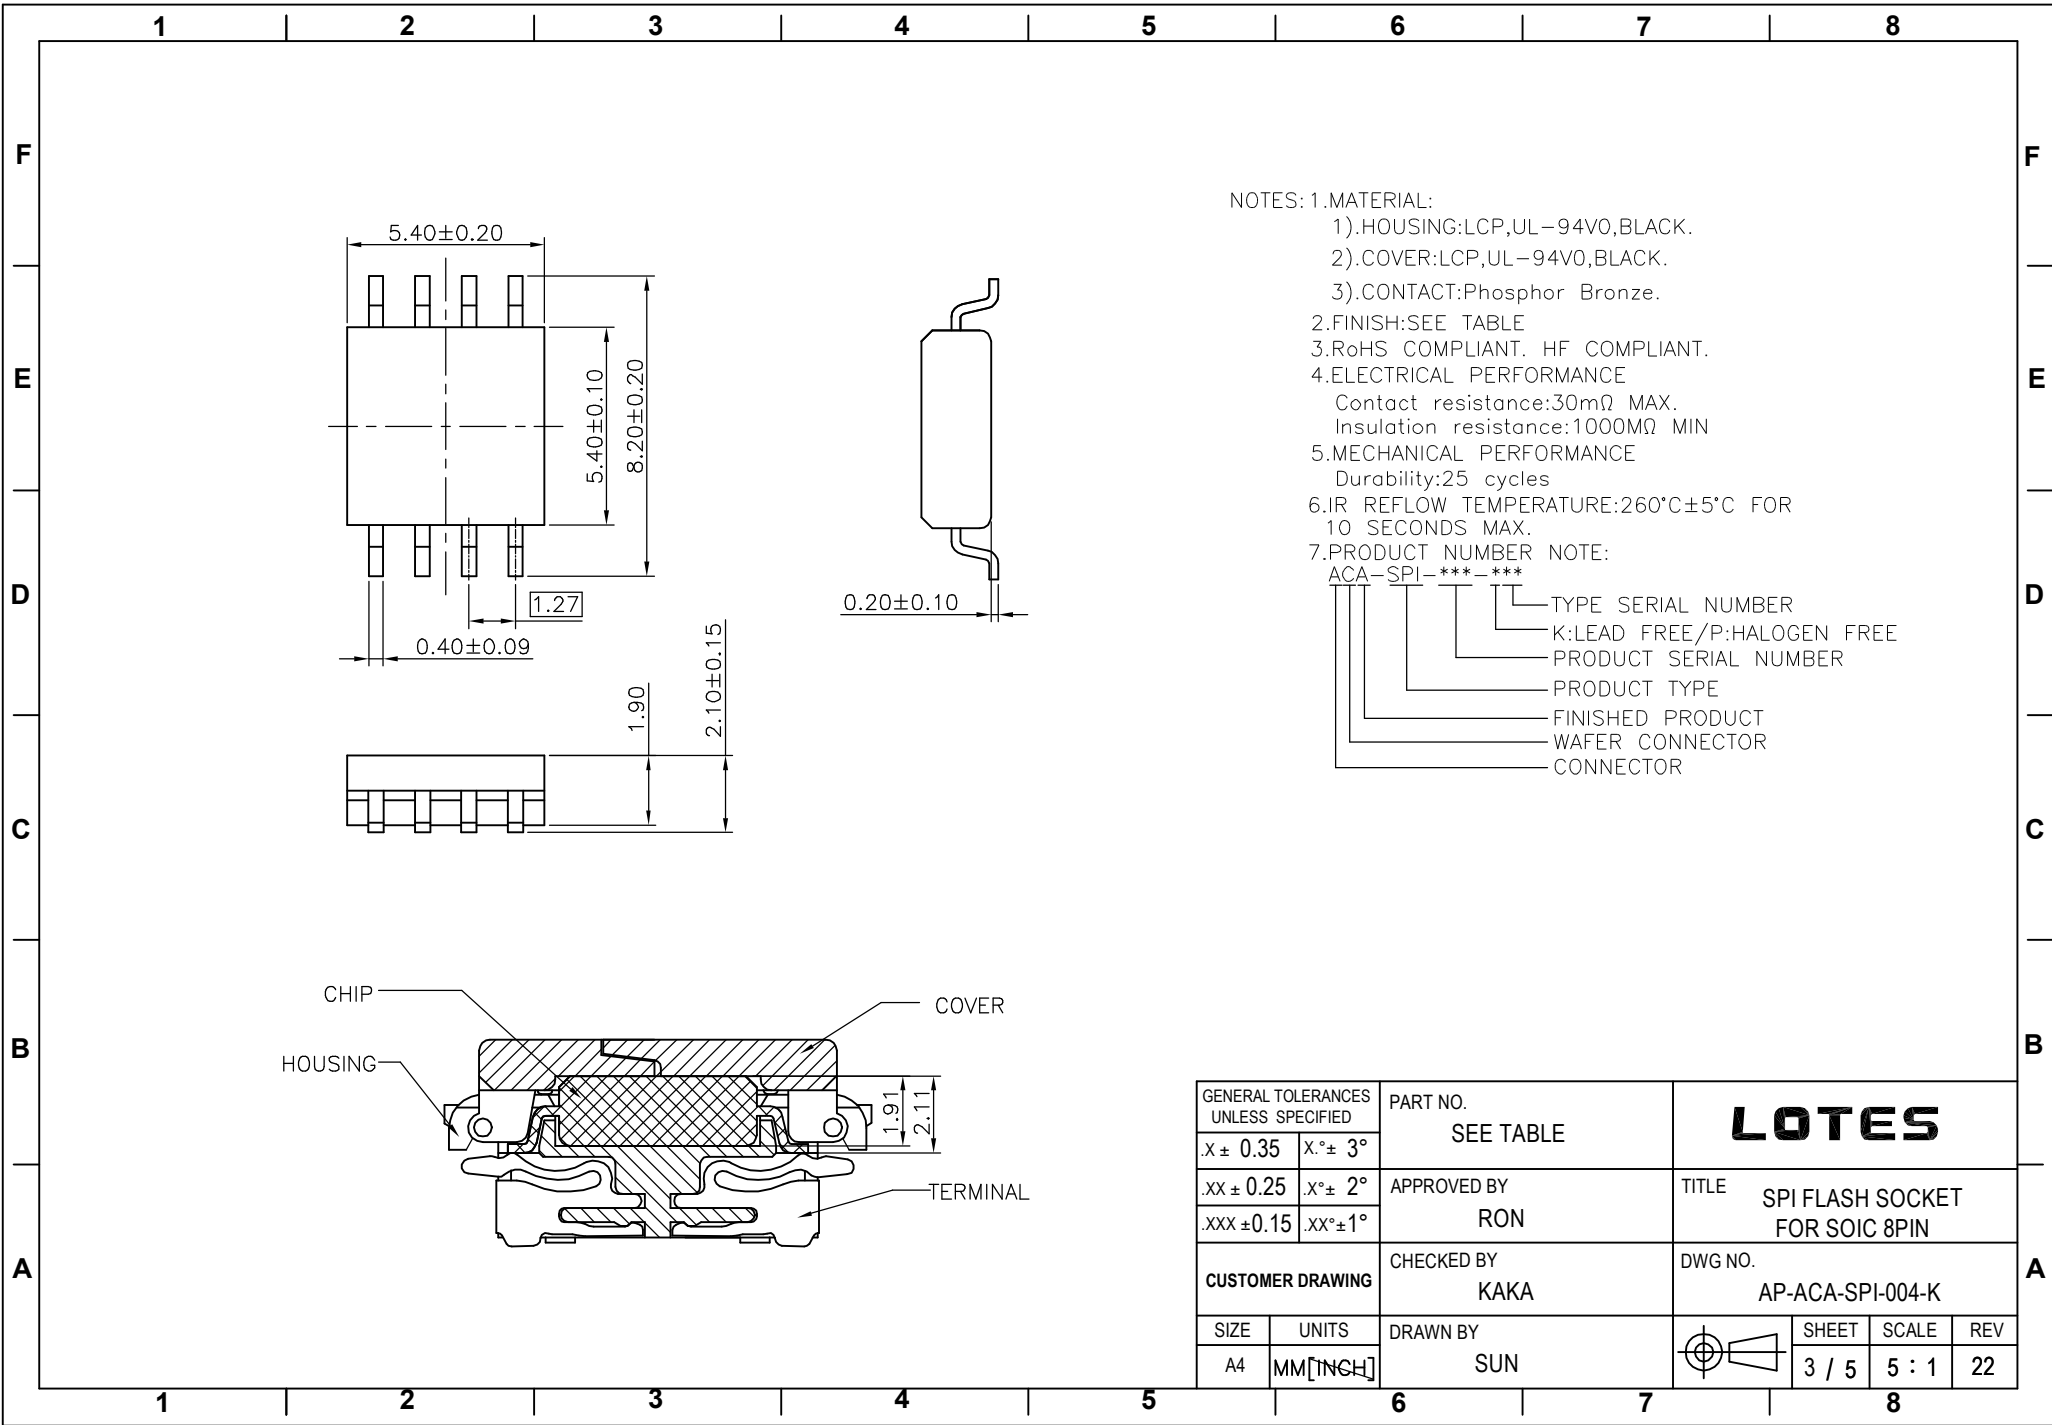 1 2 3 4 5 6 7 8
F
F
E
E
D
D
C
C
B
B
A
A
5.40±0.20
5.40±0.10
8.20±0.20
1.27
0.40±0.09
0.20±0.10
1.90
2.10±0.15
NOTES: 1.MATERIAL:
1).HOUSING:LCP,UL-94V0,BLACK.
2).COVER:LCP,UL-94V0,BLACK.
3).CONTACT:Phosphor Bronze.
2.FINISH:SEE TABLE
3.RoHS COMPLIANT. HF COMPLIANT.
4.ELECTRICAL PERFORMANCE
Contact resistance:30mΩ MAX.
Insulation resistance:1000MΩ MIN
5.MECHANICAL PERFORMANCE
Durability:25 cycles
6.IR REFLOW TEMPERATURE:260°C±5°C FOR
10 SECONDS MAX.
7.PRODUCT NUMBER NOTE:
ACA-SPI-***-***
TYPE SERIAL NUMBER
K:LEAD FREE/P:HALOGEN FREE
PRODUCT SERIAL NUMBER
PRODUCT TYPE
FINISHED PRODUCT
WAFER CONNECTOR
CONNECTOR
CHIP
COVER
HOUSING
1.91
2.11
TERMINAL
GENERAL TOLERANCES
UNLESS SPECIFIED
.X ± 0.35 X.°± 3°
.XX ± 0.25 .X°± 2°
.XXX ±0.15 .XX°±1°
CUSTOMER DRAWING
SIZE UNITS
A4 MM[INCH]
PART NO.
SEE TABLE
APPROVED BY
RON
CHECKED BY
KAKA
DRAWN BY
SUN
LOTES
TITLE SPI FLASH SOCKET
FOR SOIC 8PIN
DWG NO.
AP-ACA-SPI-004-K
SHEET SCALE REV
3 / 5 5 : 1 22
1 2 3 4 5 6 7 8